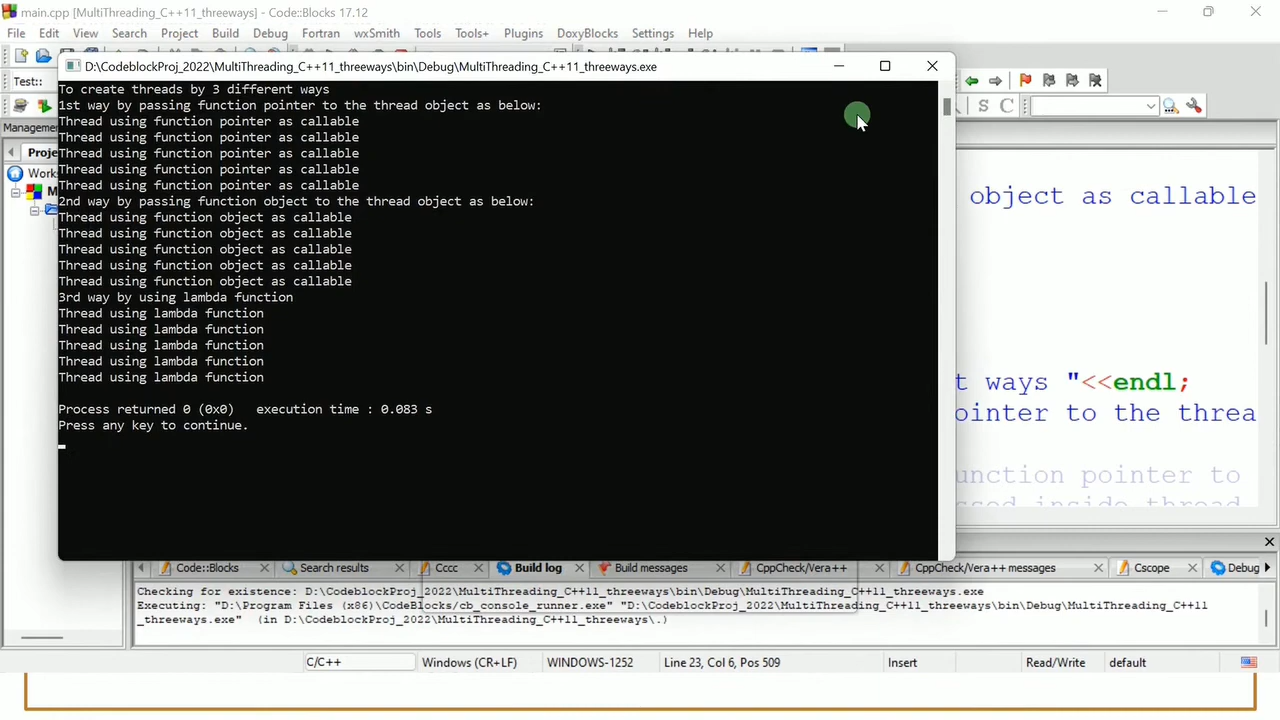 main.cpp [MultiThreading_C++11_threeways] - Code::Blocks 17.12
File Edit View Search Project Build Debug Fortran wxSmith Tools Tools+ Plugins DoxyBlocks Settings Help
D:\CodeblockProj_2022\MultiThreading_C++11_threeways\bin\Debug\MultiThreading_C++11_threeways.exe
Test::
S C
Managemen
Proje
Work
M
To create threads by 3 different ways
1st way by passing function pointer to the thread object as below:
Thread using function pointer as callable
Thread using function pointer as callable
Thread using function pointer as callable
Thread using function pointer as callable
Thread using function pointer as callable
2nd way by passing function object to the thread object as below:
Thread using function object as callable
Thread using function object as callable
Thread using function object as callable
Thread using function object as callable
Thread using function object as callable
3rd way by using lambda function
Thread using lambda function
Thread using lambda function
Thread using lambda function
Thread using lambda function
Thread using lambda function
Process returned 0 (0x0)   execution time : 0.083 s
Press any key to continue.
object as callable
t ways "<<endl;
ointer to the threa
unction pointer to
ssed inside thread
Code::Blocks Search results Cccc Build log Build messages CppCheck/Vera++ CppCheck/Vera++ messages Cscope Debug
Checking for existence: D:\CodeblockProj_2022\MultiThreading_C++11_threeways\bin\Debug\MultiThreading_C++11_threeways.exe
Executing: "D:\Program Files (x86)\CodeBlocks/cb_console_runner.exe" "D:\CodeblockProj_2022\MultiThreading_C++11_threeways\bin\Debug\MultiThreading_C++11
_threeways.exe"  (in D:\CodeblockProj_2022\MultiThreading_C++11_threeways\.)
C/C++ Windows (CR+LF) WINDOWS-1252 Line 23, Col 6, Pos 509 Insert Read/Write default